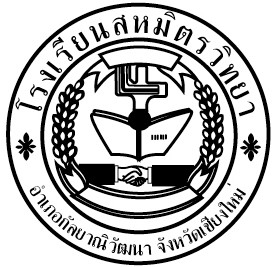 โรงเรียนสหมิตรวิทยา
อำเภอกัลยาณิวัฒนา จังหวัดเชียงใหม่